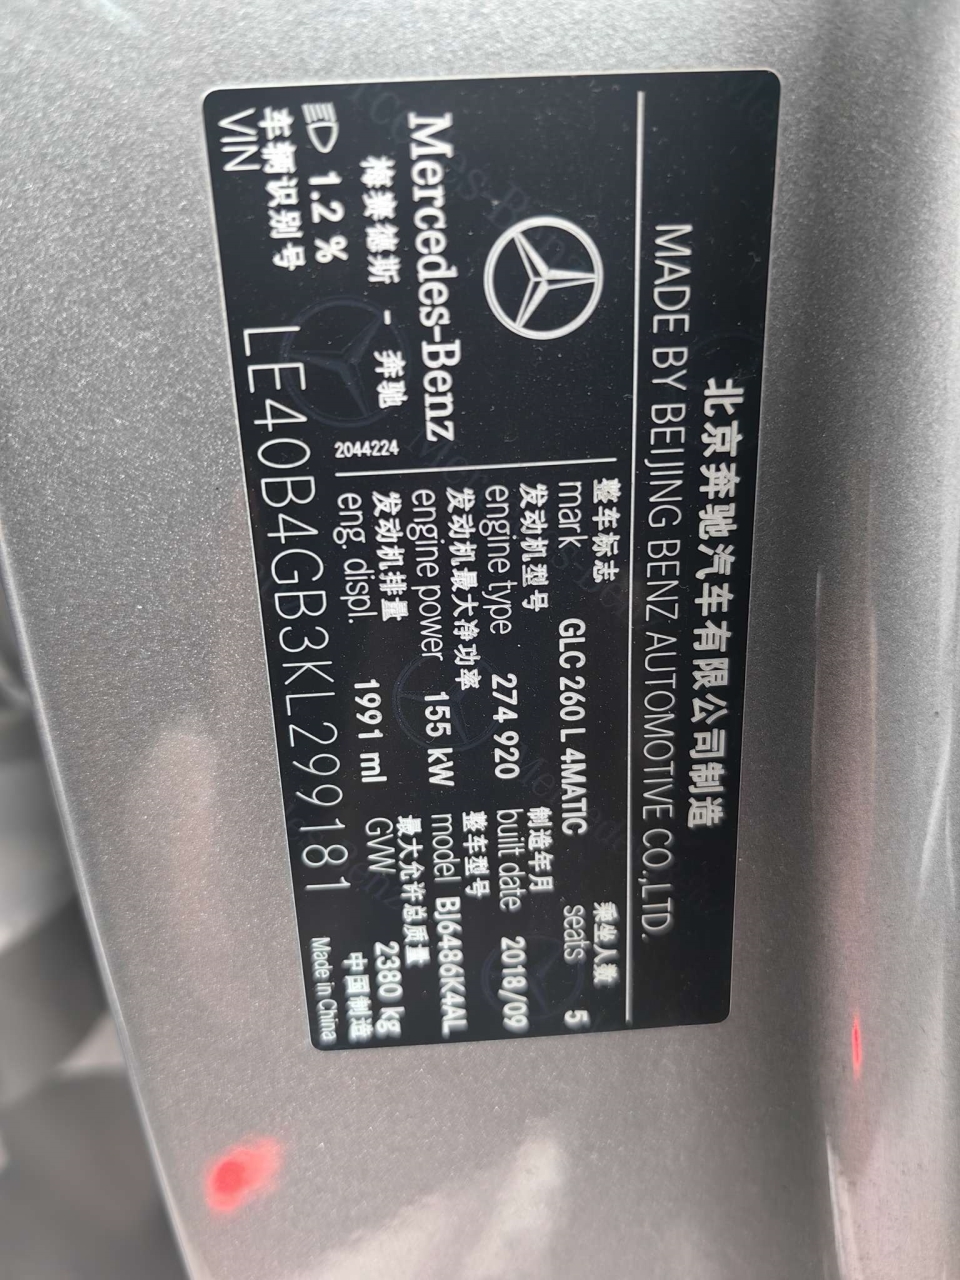 北京奔驰汽车有限公司制造
MADE BY BEIJING BENZ AUTOMOTIVE CO.,LTD.
Mercedes-Benz
梅赛德斯 - 奔驰
2044224
整车标志
mark GLC 260 L 4MATIC
乘坐人数
seats 5
发动机型号
engine type 274 920
制造年月
built date 2018/09
发动机最大净功率
engine power 155 kW
整车型号
model BJ6486K4AL
发动机排量
eng. displ. 1991 ml
最大允许总质量
GVW 2380 kg
1.2 %
车辆识别号
VIN LE40B4GB3KL299181
中国制造
Made in China